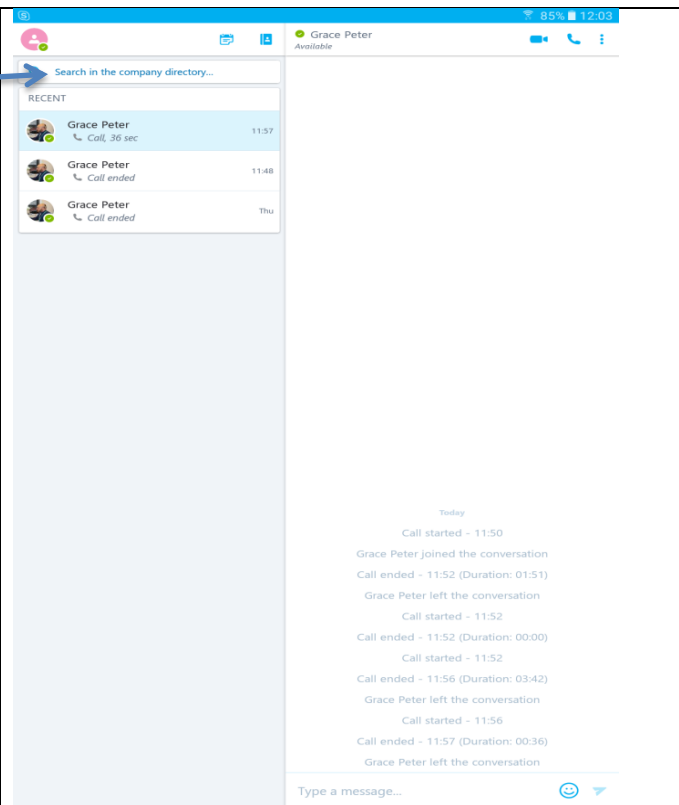 85% 12:03
Grace Peter
Available
Search in the company directory...
RECENT
Grace Peter
Call, 36 sec
11:57
Grace Peter
Call ended
11:48
Grace Peter
Call ended
Thu
Today
Call started - 11:50
Grace Peter joined the conversation
Call ended - 11:52 (Duration: 01:51)
Grace Peter left the conversation
Call started - 11:52
Call ended - 11:52 (Duration: 00:00)
Call started - 11:52
Call ended - 11:56 (Duration: 03:42)
Grace Peter left the conversation
Call started - 11:56
Call ended - 11:57 (Duration: 00:36)
Grace Peter left the conversation
Type a message...